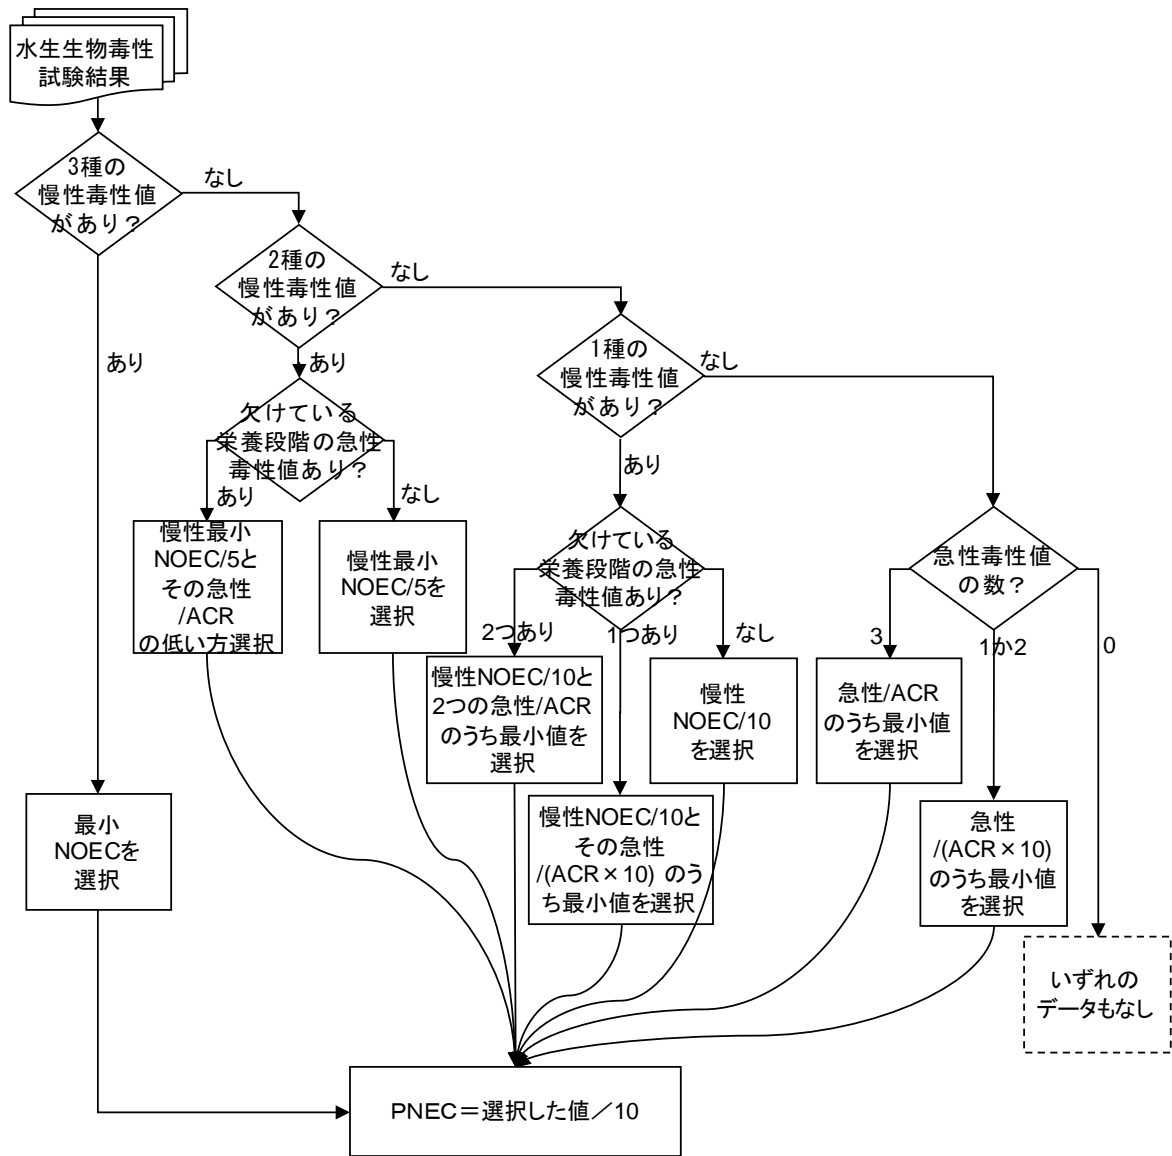 水生生物毒性
試験結果
3種の
慢性毒性値
があり？
なし
あり
2種の
慢性毒性値
があり？
なし
あり
1種の
慢性毒性値
があり？
なし
あり
欠けている
栄養段階の急性
毒性値あり？
あり
なし
慢性最小
NOEC/5と
その急性
/ACR
の低い方選択
慢性最小
NOEC/5を
選択
欠けている
栄養段階の急性
毒性値あり？
2つあり
1つあり
なし
急性毒性値
の数？
3
1か2
0
慢性NOEC/10と
2つの急性/ACR
のうち最小値を
選択
慢性
NOEC/10
を選択
急性/ACR
のうち最小値
を選択
最小
NOECを
選択
慢性NOEC/10と
その急性
/(ACR×10) のう
ち最小値を選択
急性
/(ACR×10)
のうち最小値
を選択
いずれの
データもなし
PNEC＝選択した値／10